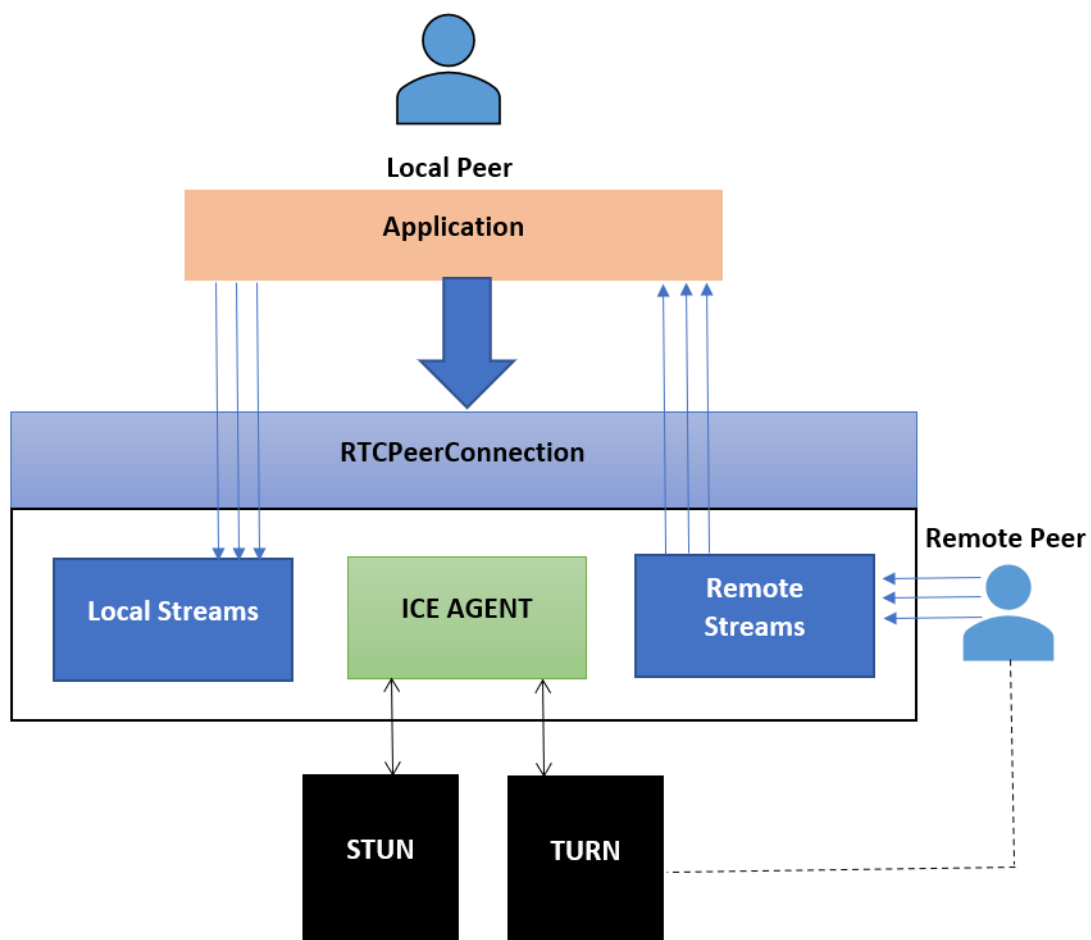 Local Peer
Application
RTCPeerConnection
Remote Peer
Local Streams
ICE AGENT
Remote
Streams
STUN
TURN